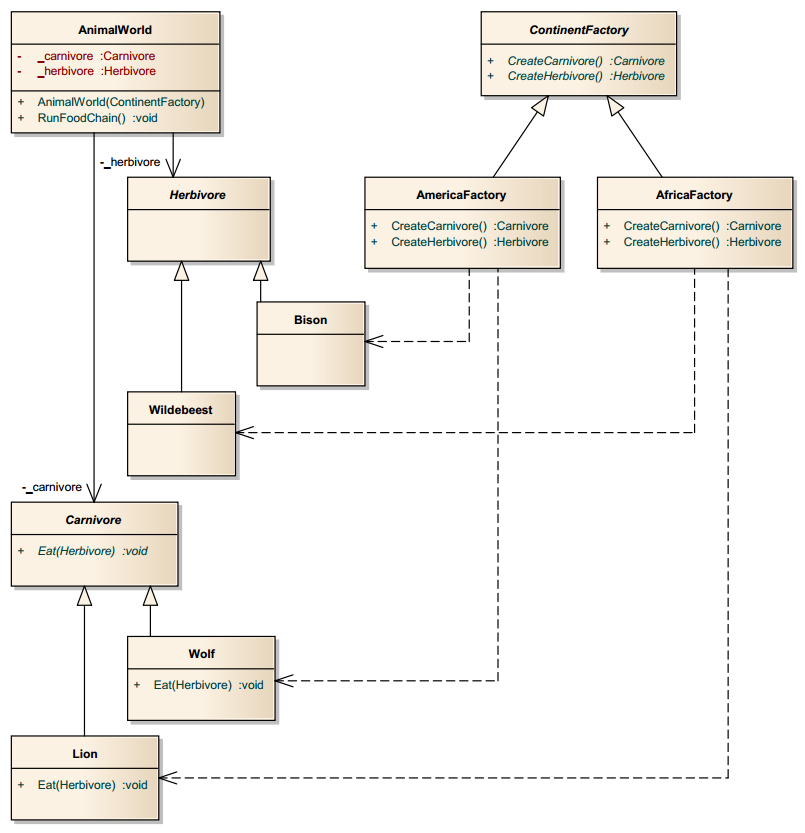 AnimalWorld
- _carnivore :Carnivore
- _herbivore :Herbivore
+ AnimalWorld(ContinentFactory)
+ RunFoodChain() :void
ContinentFactory
+ CreateCarnivore() :Carnivore
+ CreateHerbivore() :Herbivore
-_herbivore
Herbivore
AmericaFactory
+ CreateCarnivore() :Carnivore
+ CreateHerbivore() :Herbivore
AfricaFactory
+ CreateCarnivore() :Carnivore
+ CreateHerbivore() :Herbivore
Bison
Wildebeest
-_carnivore
Carnivore
+ Eat(Herbivore) :void
Wolf
+ Eat(Herbivore) :void
Lion
+ Eat(Herbivore) :void